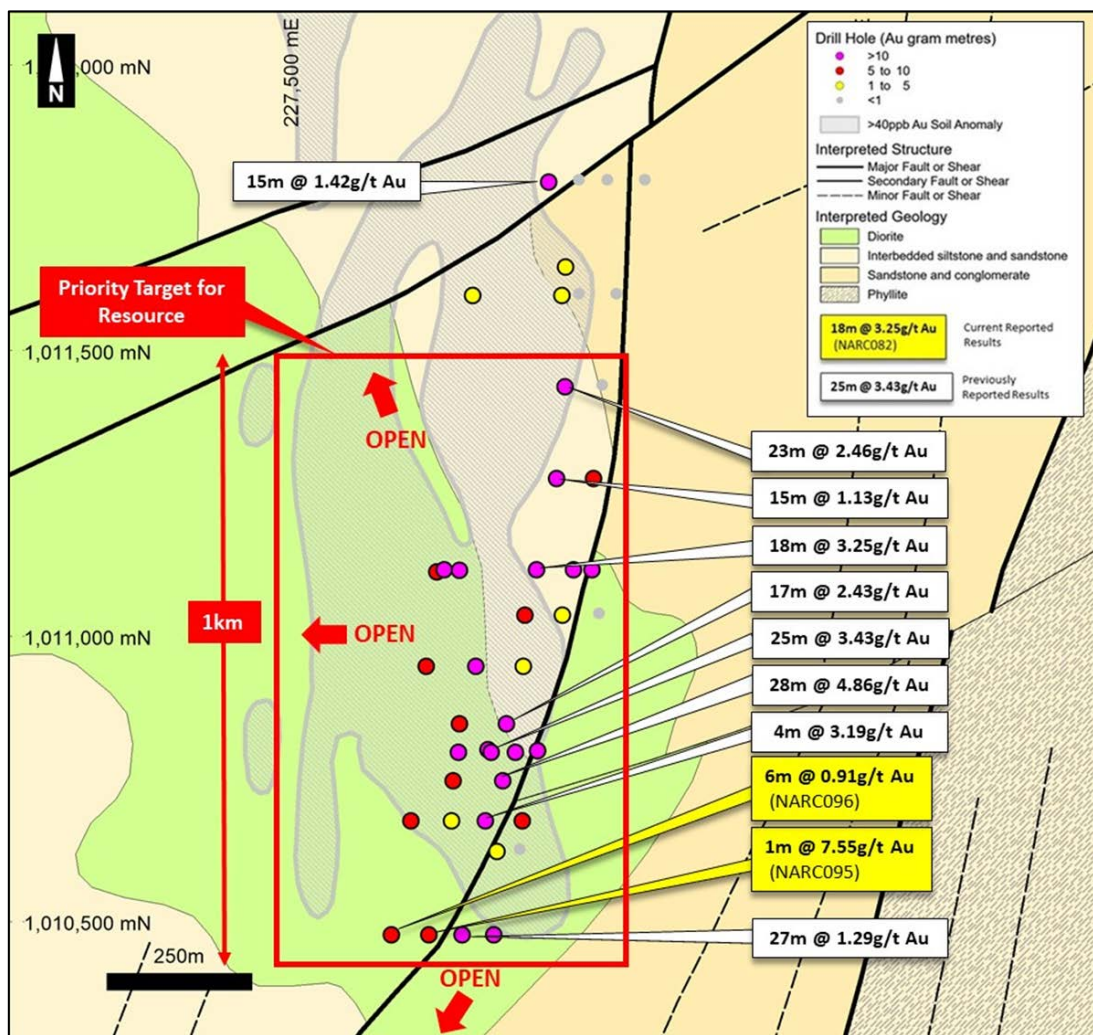 N
1,012,000 mN
227,500 mE
15m @ 1.42g/t Au
Priority Target for
Resource
1,011,500 mN
OPEN
1km
OPEN
1,011,000 mN
1,010,500 mN
250m
OPEN
Drill Hole (Au gram metres)
>10
5 to 10
1 to 5
<1
>40ppb Au Soil Anomaly
Interpreted Structure
Major Fault or Shear
Secondary Fault or Shear
Minor Fault or Shear
Interpreted Geology
Diorite
Interbedded siltstone and sandstone
Sandstone and conglomerate
Phyllite
18m @ 3.25g/t Au
(NARC082)
Current Reported
Results
25m @ 3.43g/t Au
Previously
Reported Results
23m @ 2.46g/t Au
15m @ 1.13g/t Au
18m @ 3.25g/t Au
17m @ 2.43g/t Au
25m @ 3.43g/t Au
28m @ 4.86g/t Au
4m @ 3.19g/t Au
6m @ 0.91g/t Au
(NARC096)
1m @ 7.55g/t Au
(NARC095)
27m @ 1.29g/t Au